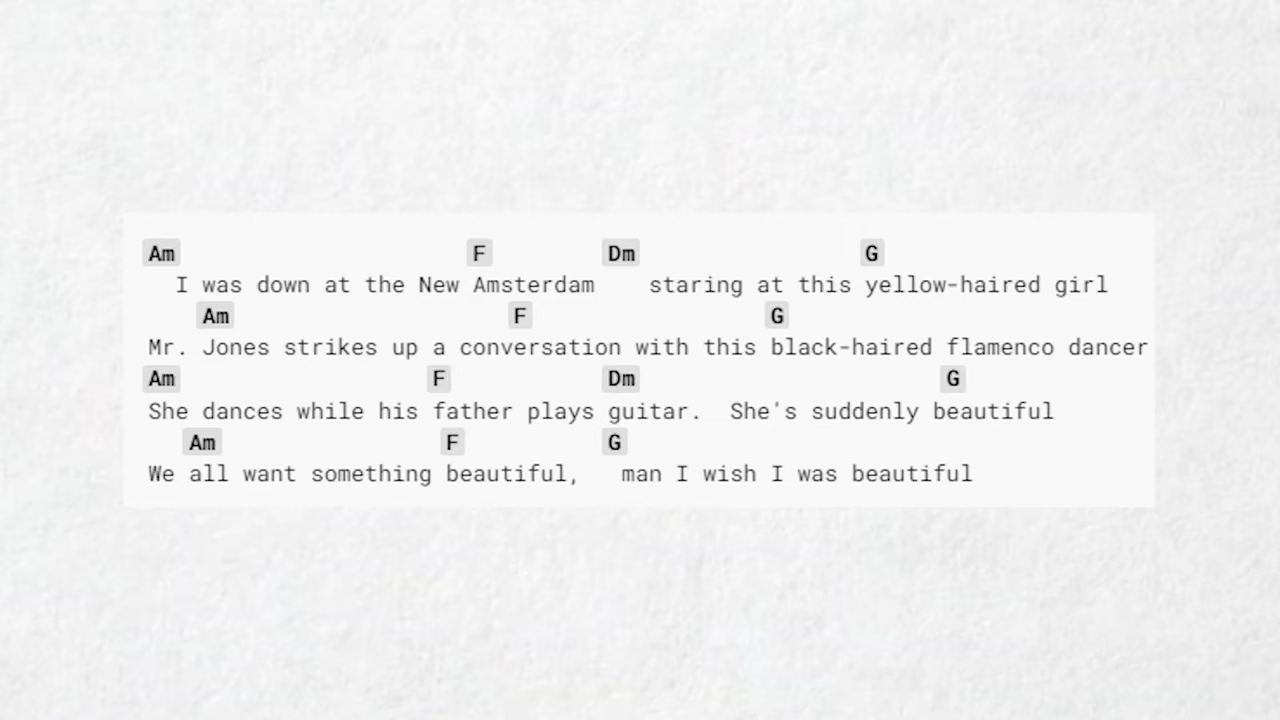 Am F Dm G
I was down at the New Amsterdam staring at this yellow-haired girl
Am F G
Mr. Jones strikes up a conversation with this black-haired flamenco dancer
Am F Dm G
She dances while his father plays guitar. She's suddenly beautiful
Am F G
We all want something beautiful, man I wish I was beautiful